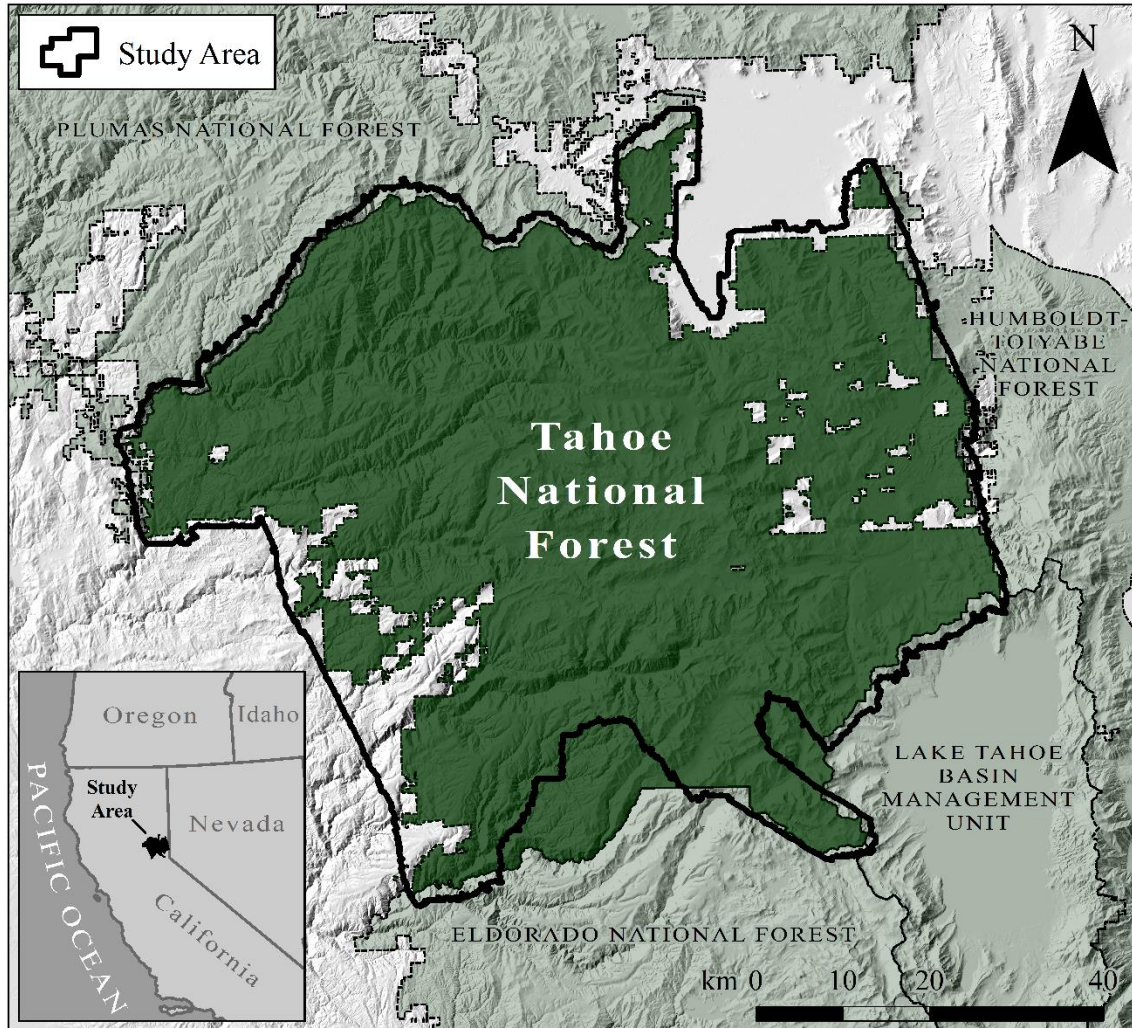 Study Area
N
PLUMAS NATIONAL FOREST
HUMBOLDT-
TOIYABE
NATIONAL
FOREST
Tahoe
National
Forest
LAKE TAHOE
BASIN
MANAGEMENT
UNIT
ELDORADO NATIONAL FOREST
km 0 10 20 40
Oregon
Idaho
Study
Area
Nevada
California
PACIFIC OCEAN